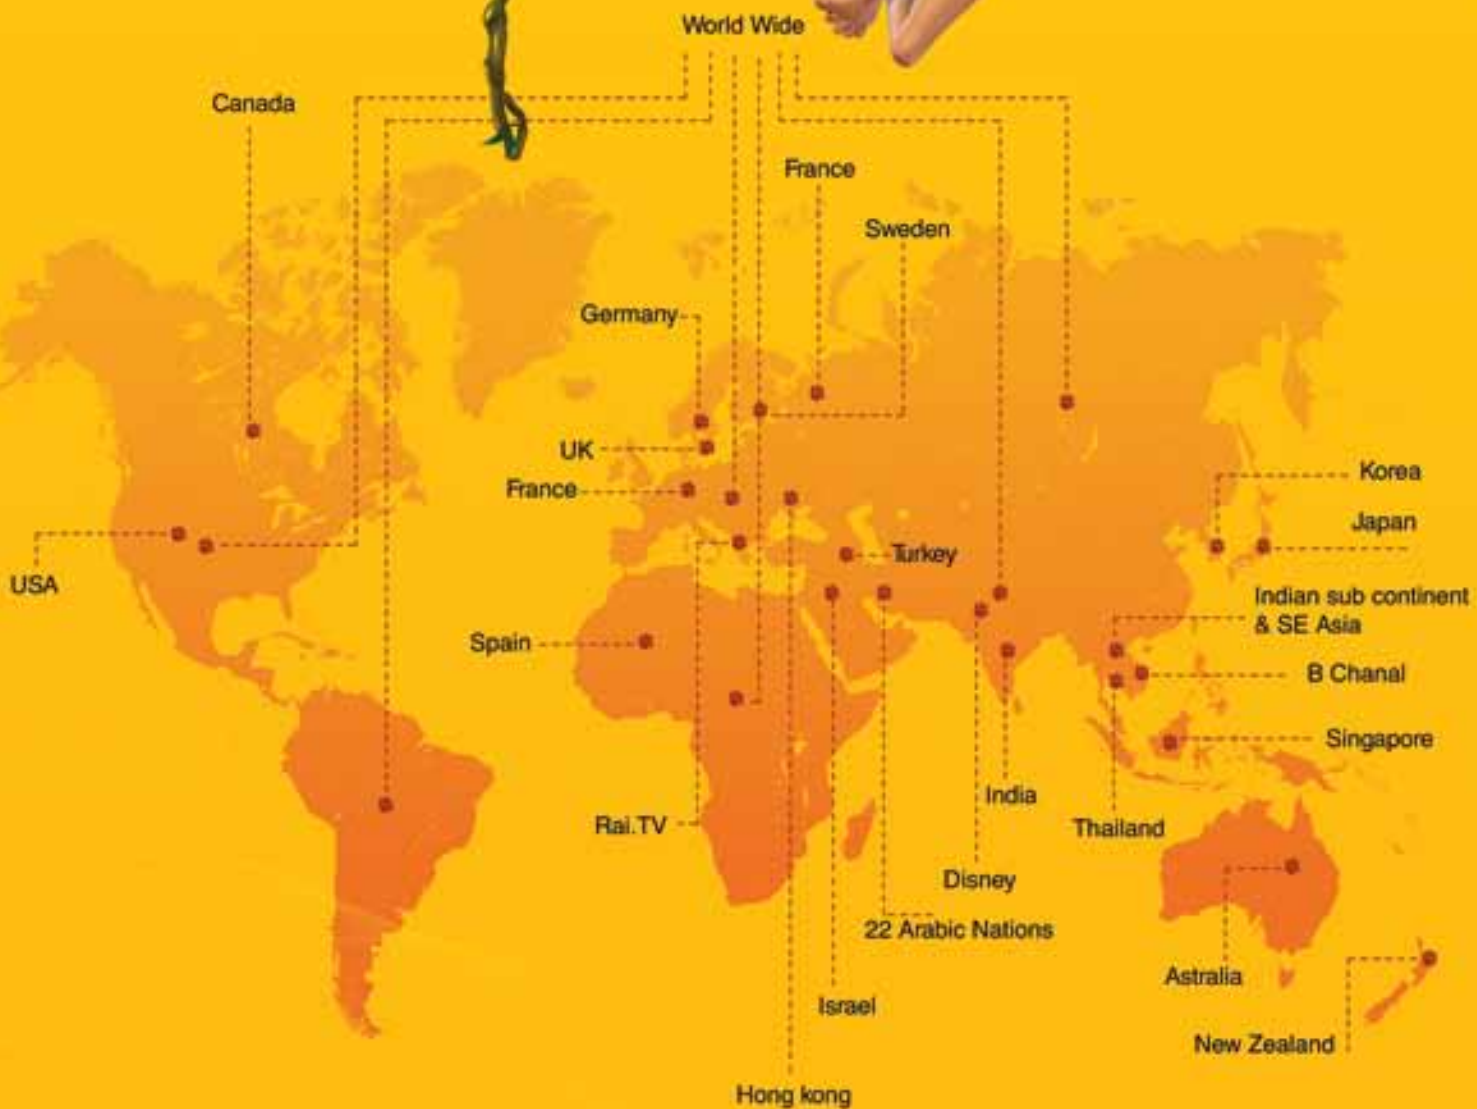 World Wide
Canada
France
Sweden
Germany
UK
France
Korea
Japan
USA
Turkey
Indian sub continent
& SE Asia
Spain
B Chanal
Singapore
India
Rai.TV
Thailand
Disney
22 Arabic Nations
Astralia
Israel
New Zealand
Hong kong